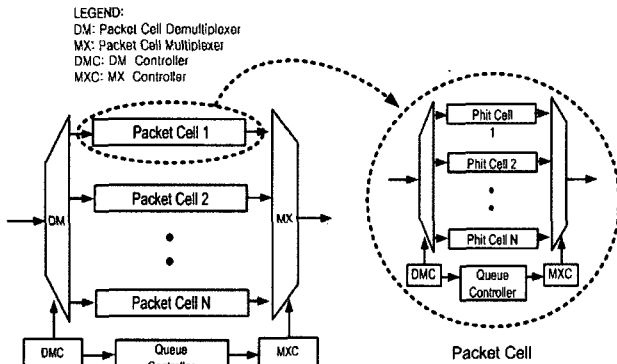 LEGEND:
DM: Packet Cell Demultiplexer
MX: Packet Cell Multiplexer
DMC: DM Controller
MXC: MX Controller
Packet Cell 1
Packet Cell 2
Packet Cell N
DM
MX
DMC
Queue
Controller
MXC
Phit Cell
1
Phit Cell 2
Phit Cell N
DMC
Queue
Controller
MXC
Packet Cell